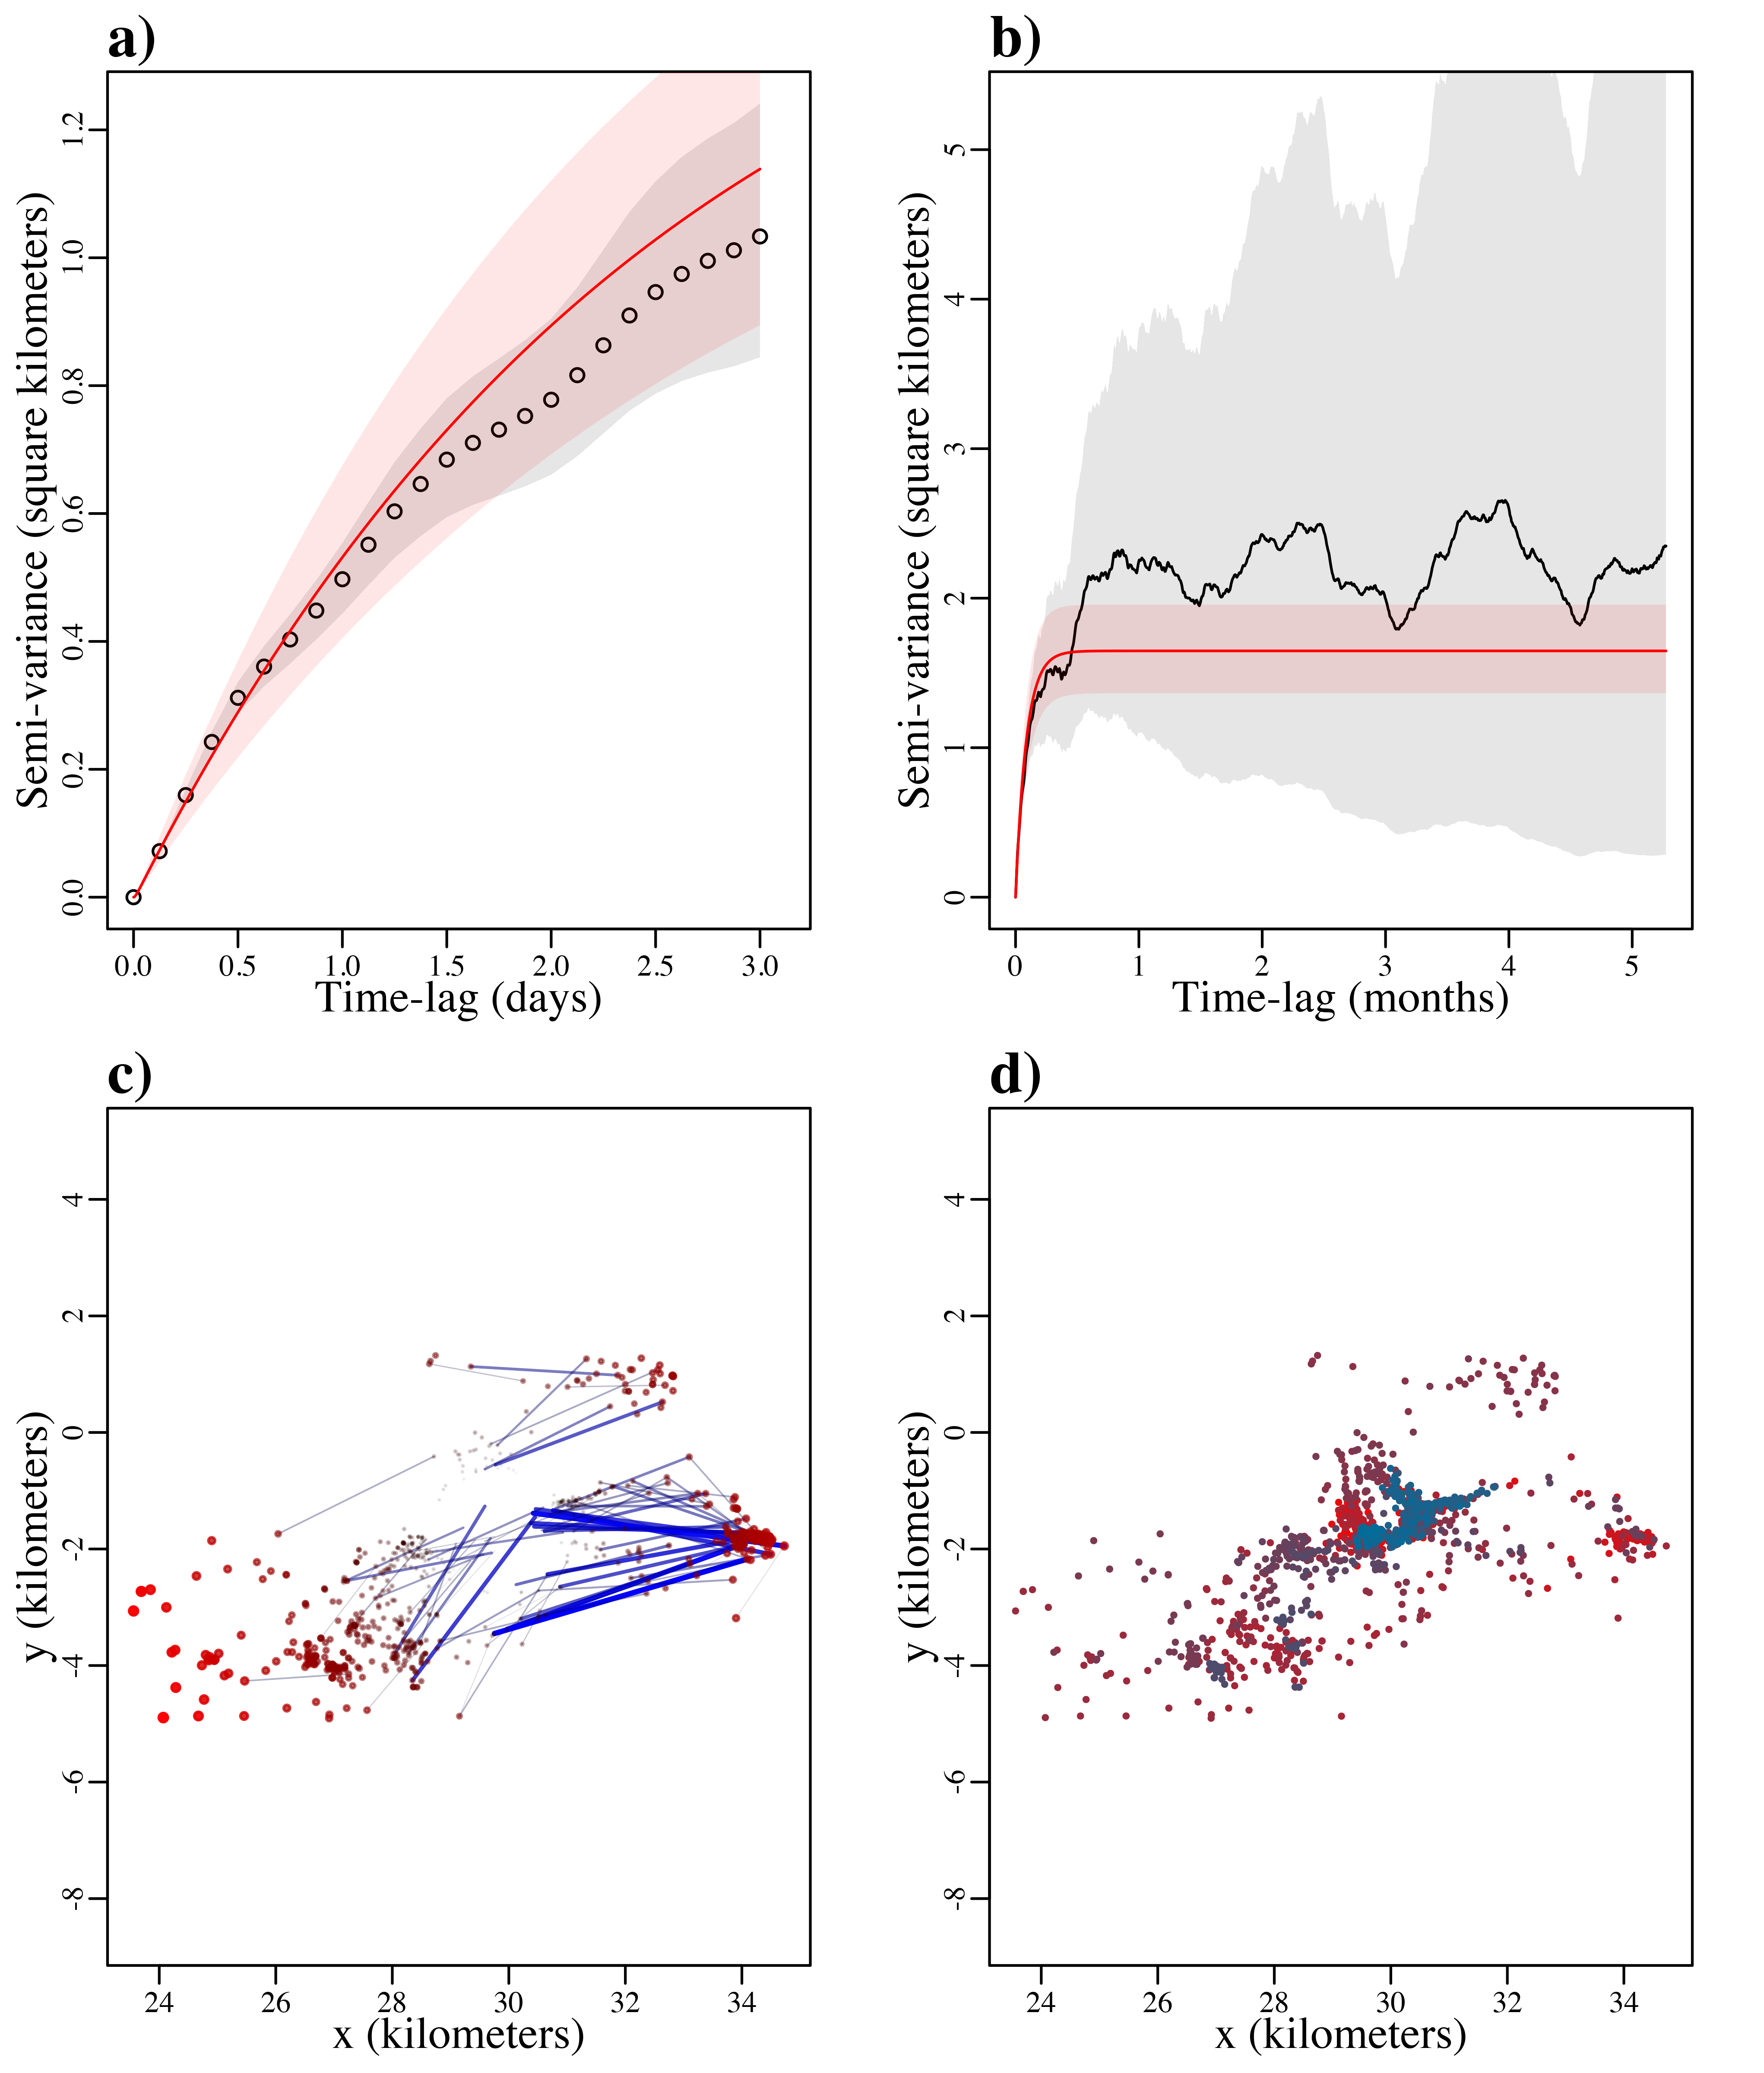 a)
Semi-variance (square kilometers)
0.0 0.2 0.4 0.6 0.8 1.0 1.2
0.0 0.5 1.0 1.5 2.0 2.5 3.0
Time-lag (days)
b)
Semi-variance (square kilometers)
0 1 2 3 4 5
0 1 2 3 4 5
Time-lag (months)
c)
y (kilometers)
-8 -6 -4 -2 0 2 4
24 26 28 30 32 34
x (kilometers)
d)
y (kilometers)
-8 -6 -4 -2 0 2 4
24 26 28 30 32 34
x (kilometers)